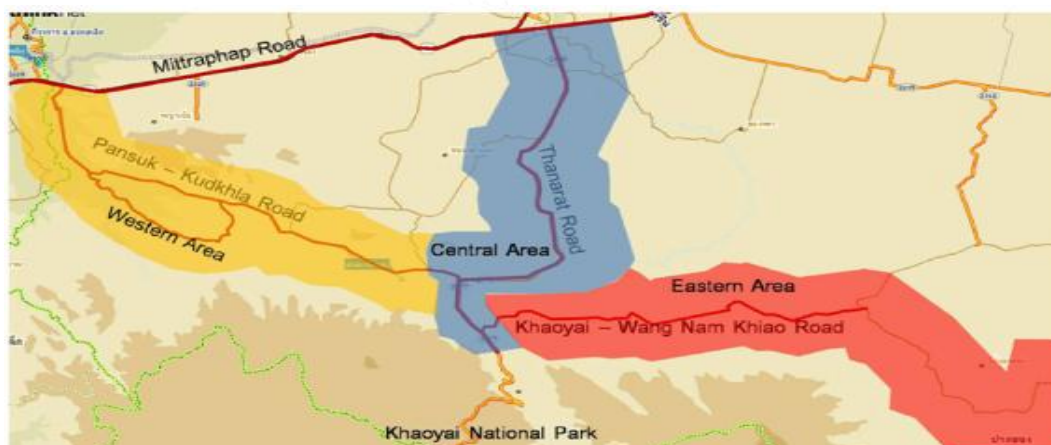 Mittraphap Road
Pansuk – Kudkhla Road
Thanarat Road
Western Area
Central Area
Eastern Area
Khaoyai – Wang Nam Khiao Road
Khaoyai National Park